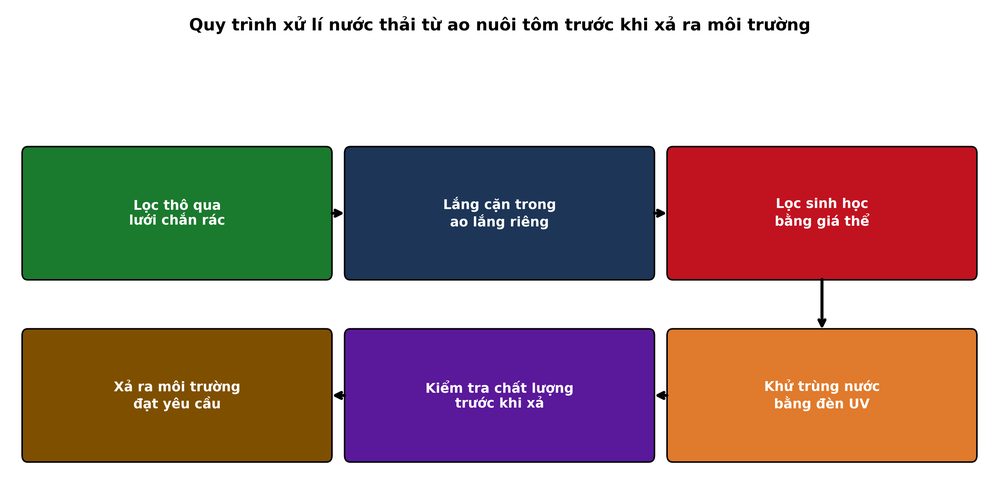 Quy trình xử lí nước thải từ ao nuôi tôm trước khi xả ra môi trường
Lọc thô qua
lưới chắn rác
Lắng cặn trong
ao lắng riêng
Lọc sinh học
bằng giá thể
Khử trùng nước
bằng đèn UV
Kiểm tra chất lượng
trước khi xả
Xả ra môi trường
đạt yêu cầu